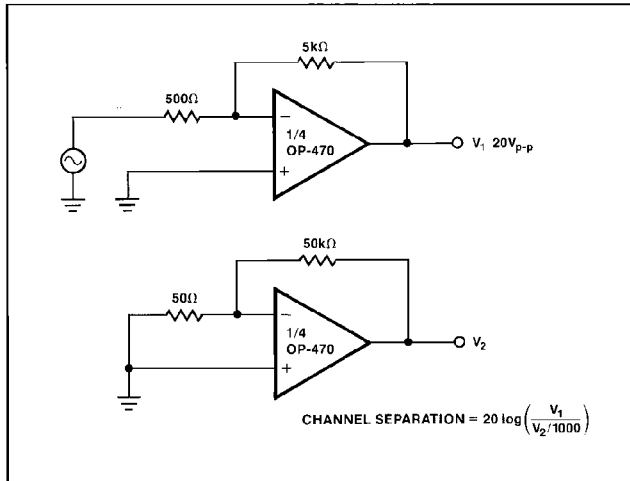 5kΩ
500Ω
−
1/4
OP-470
+
V1 20Vp-p
50kΩ
50Ω
−
1/4
OP-470
+
V2
CHANNEL SEPARATION = 20 log(V1 / V2/1000)